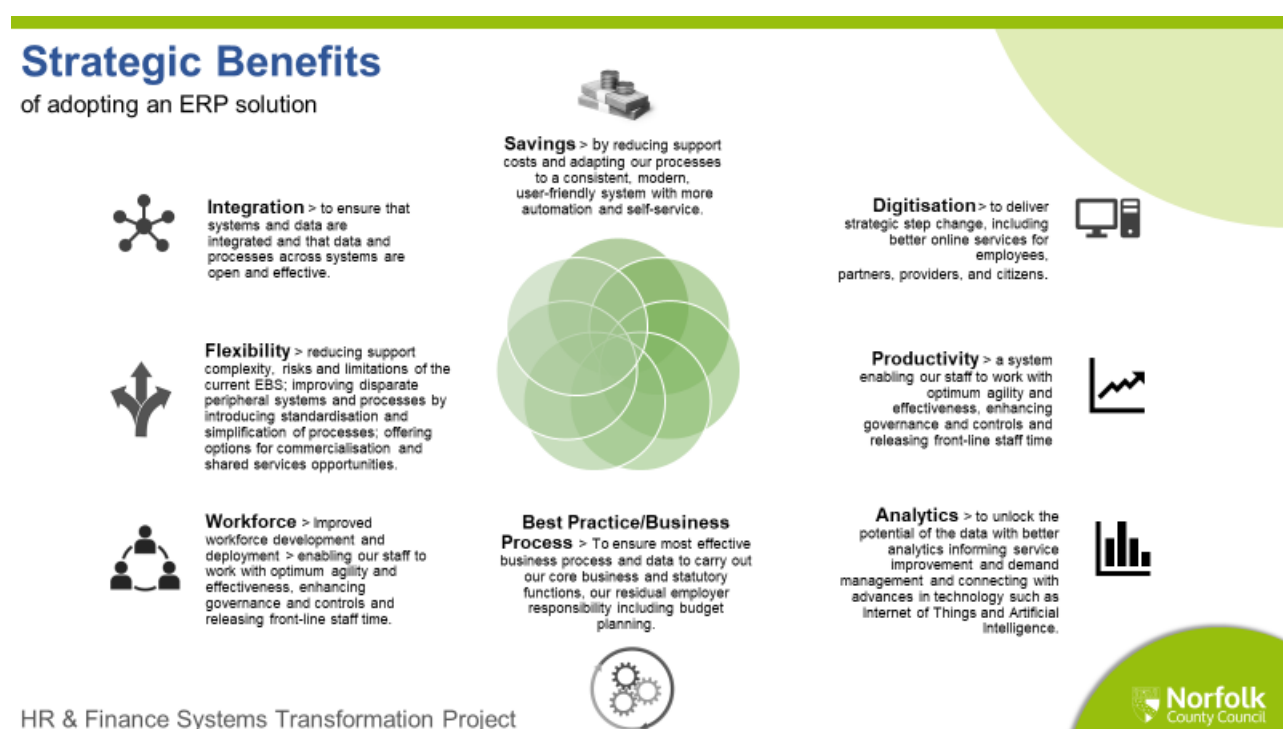 Strategic Benefits
of adopting an ERP solution
Savings > by reducing support
costs and adapting our processes
to a consistent, modern,
user-friendly system with more
automation and self-service.
Integration > to ensure that
systems and data are
integrated and that data and
processes across systems are
open and effective.
Digitisation > to deliver
strategic step change, including
better online services for
employees,
partners, providers, and citizens.
Flexibility > reducing support
complexity, risks and limitations of the
current EBS; improving disparate
peripheral systems and processes by
introducing standardisation and
simplification of processes; offering
options for commercialisation and
shared services opportunities.
Productivity > a system
enabling our staff to work with
optimum agility and
effectiveness, enhancing
governance and controls and
releasing front-line staff time
Workforce > Improved
workforce development and
deployment > enabling our staff to
work with optimum agility and
effectiveness, enhancing
governance and controls and
releasing front-line staff time.
Best Practice/Business
Process > To ensure most effective
business process and data to carry out
our core business and statutory
functions, our residual employer
responsibility including budget
planning.
Analytics > to unlock the
potential of the data with better
analytics informing service
improvement and demand
management and connecting with
advances in technology such as
Internet of Things and Artificial
Intelligence.
HR & Finance Systems Transformation Project
Norfolk
County Council